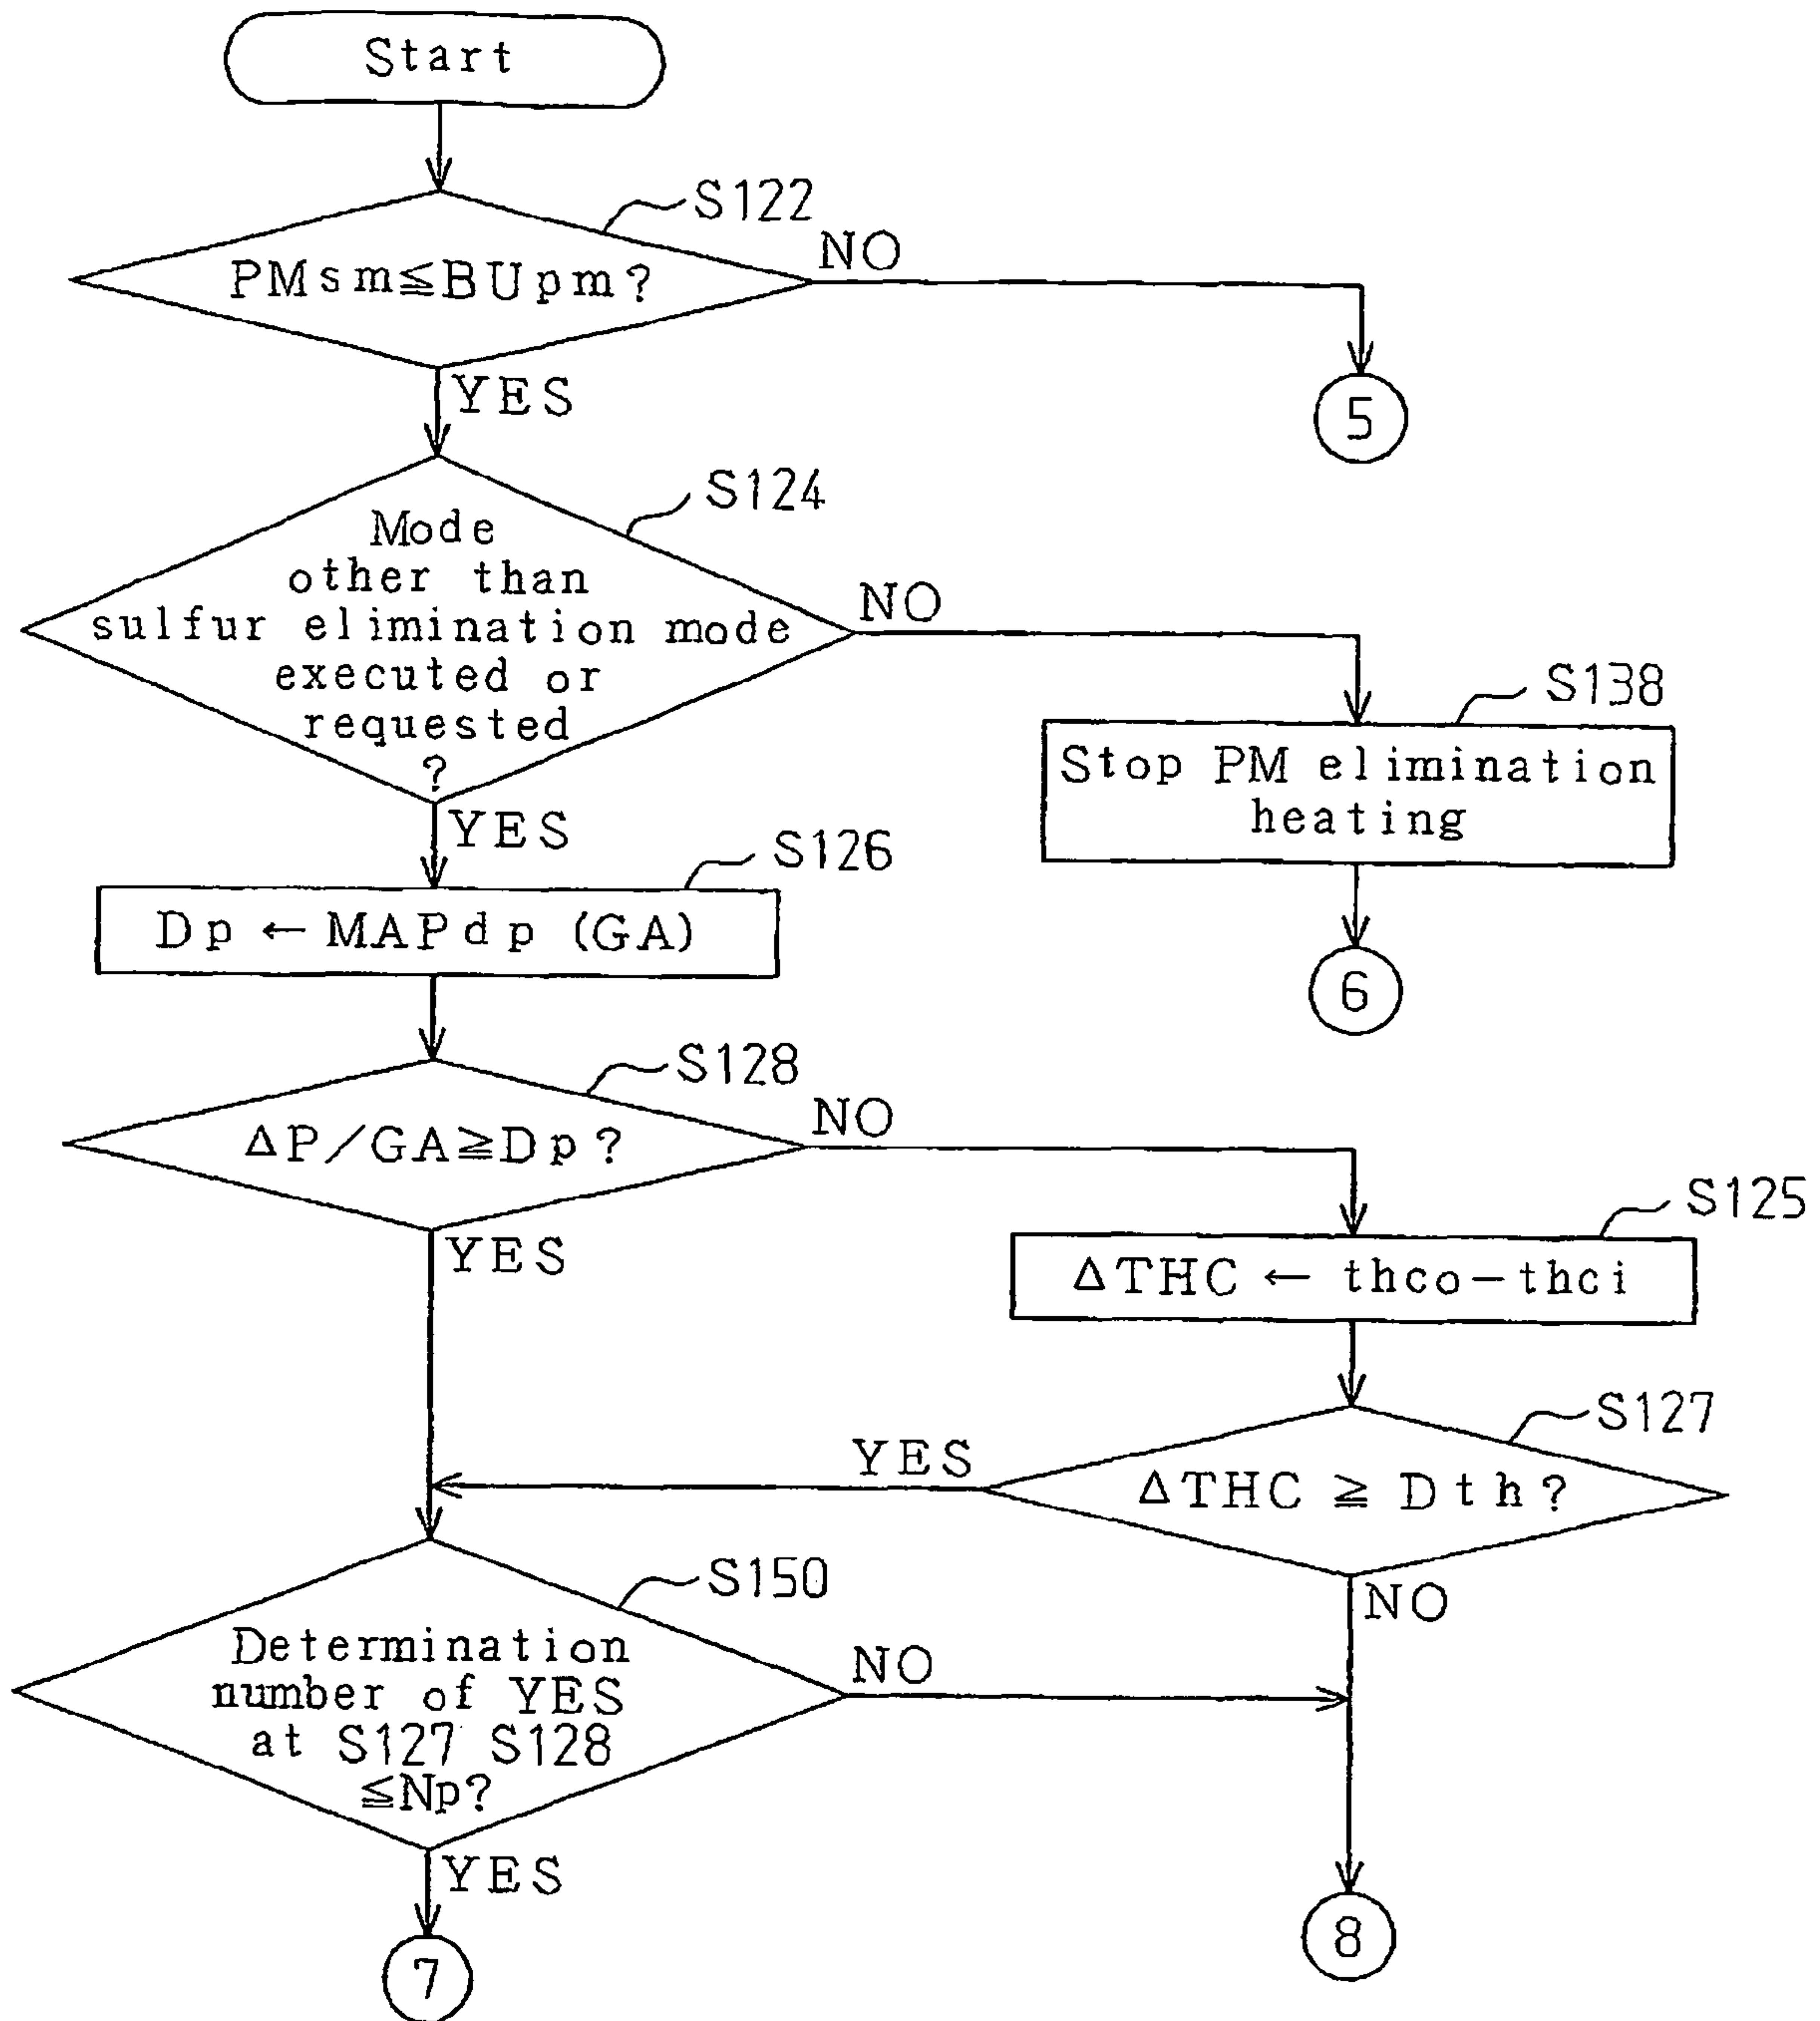 Start
S122
PMsm≦BUpm?
NO
YES
5
S124
Mode
other than
sulfur elimination mode
executed or
requested
?
NO
YES
S138
Stop PM elimination
heating
6
S126
Dp ← MAPdp (GA)
S128
ΔP/GA≧Dp?
NO
YES
S125
ΔTHC ← thco-thci
S127
ΔTHC ≧ Dth?
YES
NO
S150
Determination
number of YES
at S127 S128
≦Np?
NO
YES
7
8